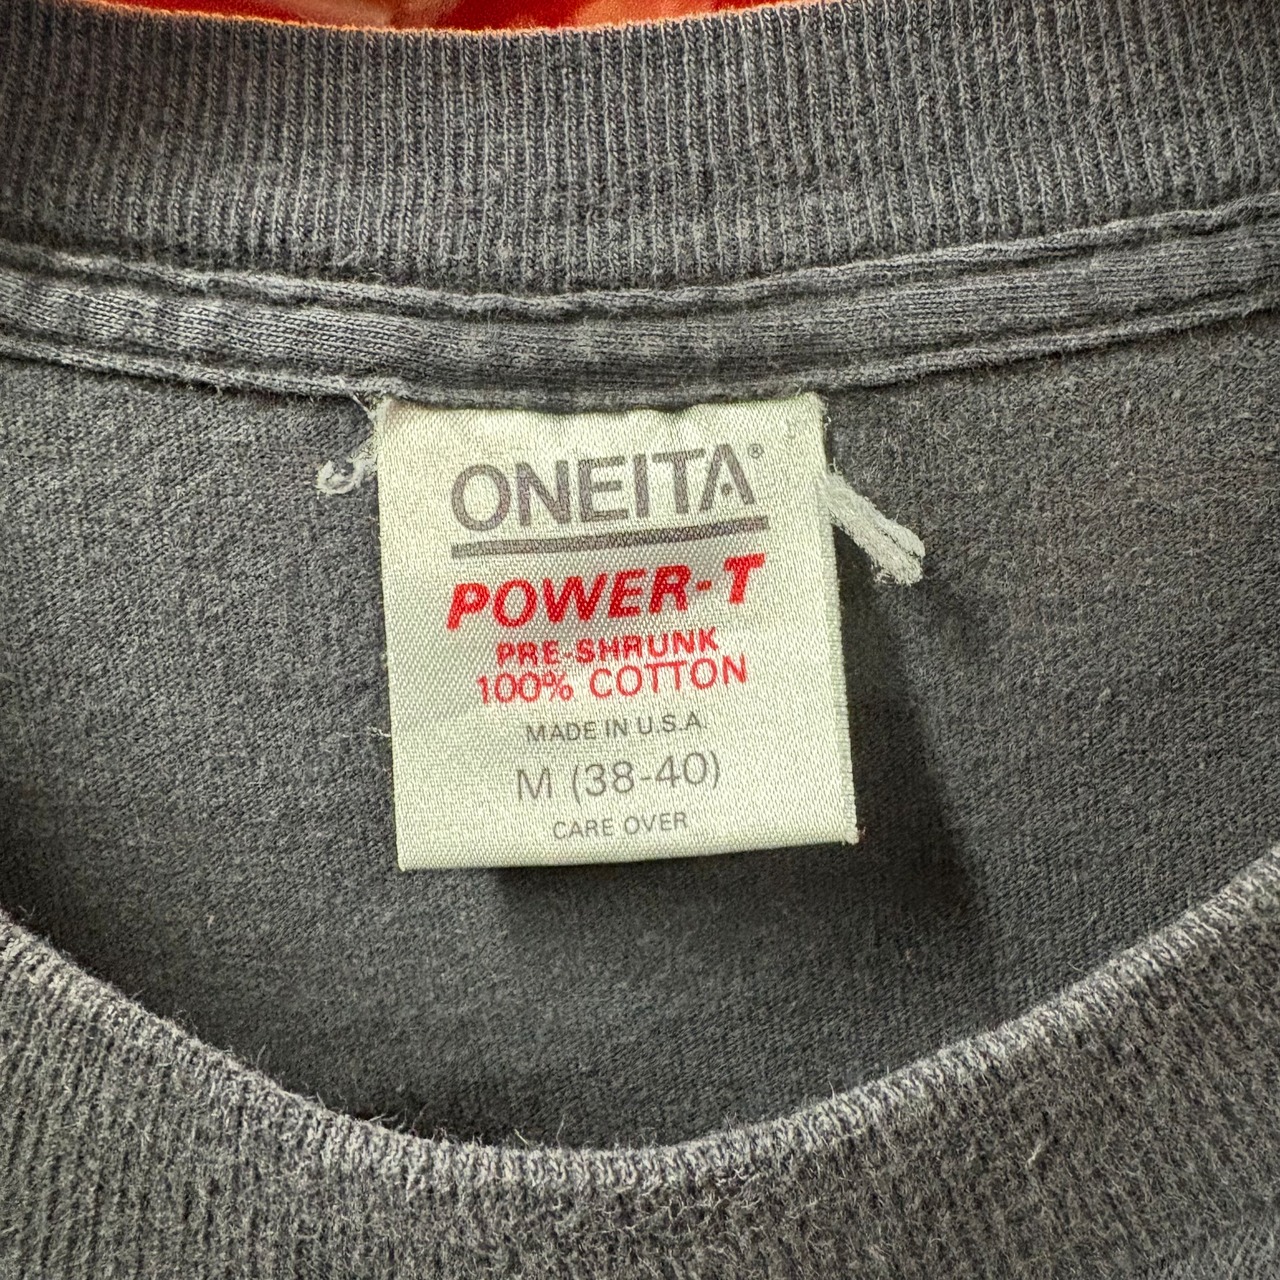 ONEITA®
POWER-T
PRE-SHRUNK
100% COTTON
MADE IN U.S.A.
M (38-40)
CARE OVER